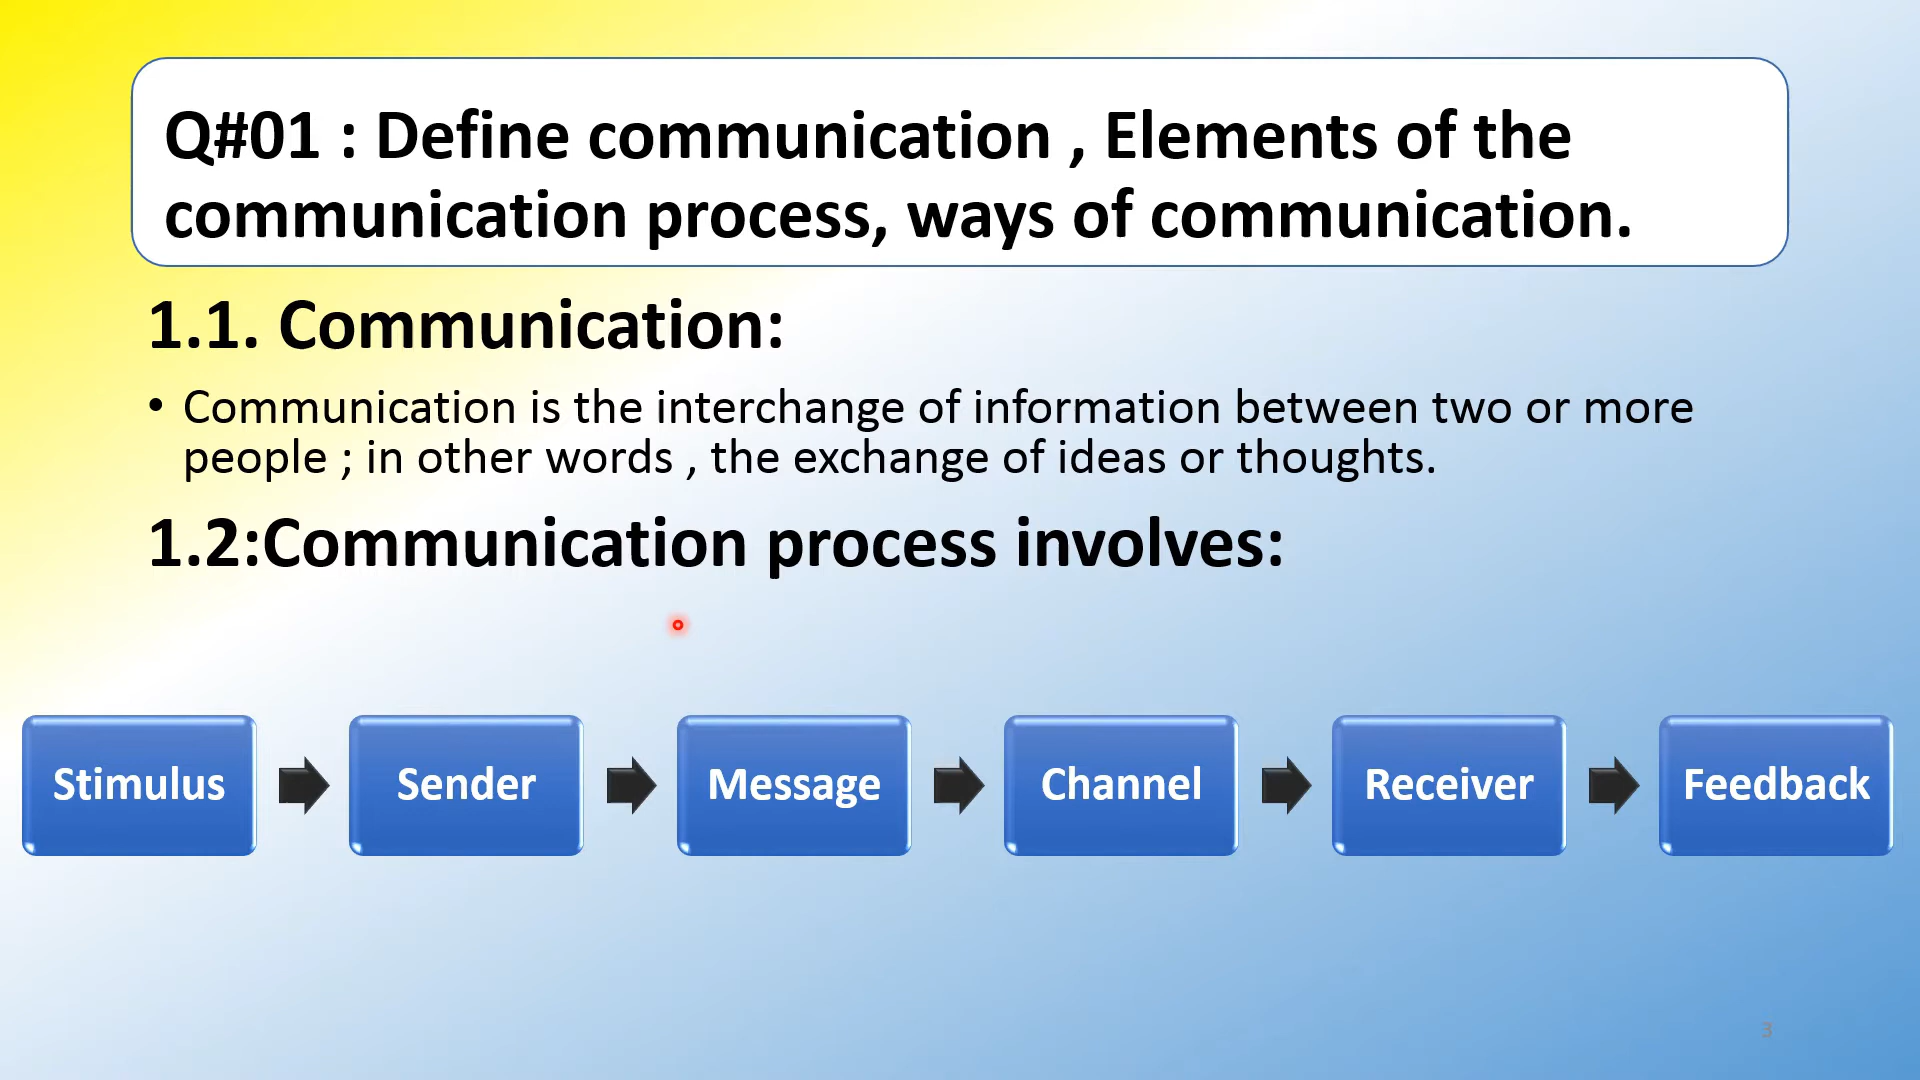 Q#01 : Define communication , Elements of the
communication process, ways of communication.
1.1. Communication:
• Communication is the interchange of information between two or more
people ; in other words , the exchange of ideas or thoughts.
1.2:Communication process involves:
Stimulus
Sender
Message
Channel
Receiver
Feedback
3